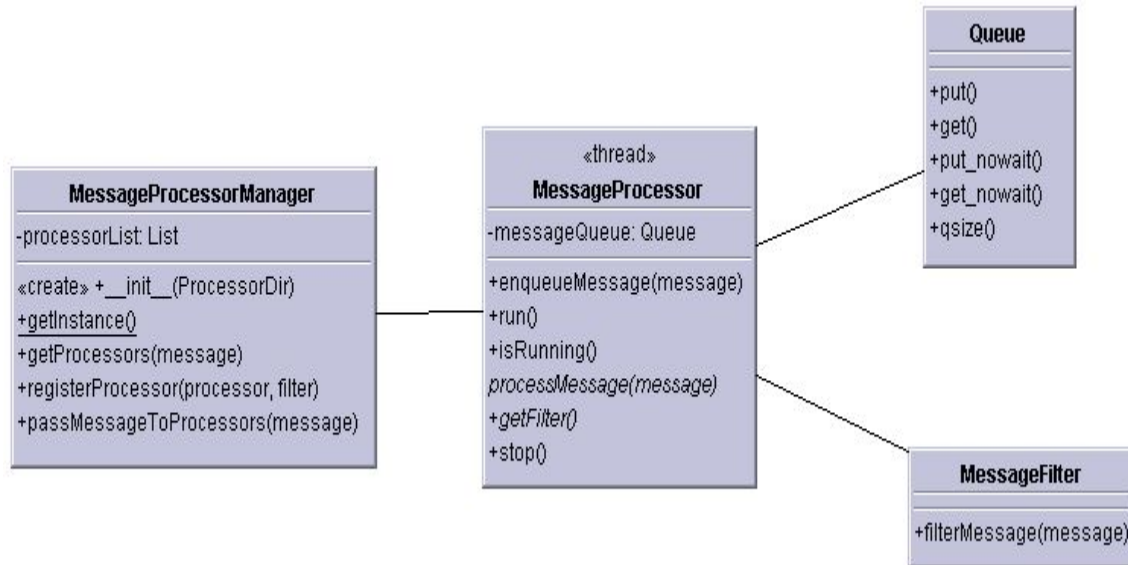 MessageProcessorManager
-processorList: List
«create» +__init__(ProcessorDir)
+getInstance()
+getProcessors(message)
+registerProcessor(processor, filter)
+passMessageToProcessors(message)
«thread»
MessageProcessor
-messageQueue: Queue
+enqueueMessage(message)
+run()
+isRunning()
processMessage(message)
+getFilter()
+stop()
Queue
+put()
+get()
+put_nowait()
+get_nowait()
+qsize()
MessageFilter
+filterMessage(message)